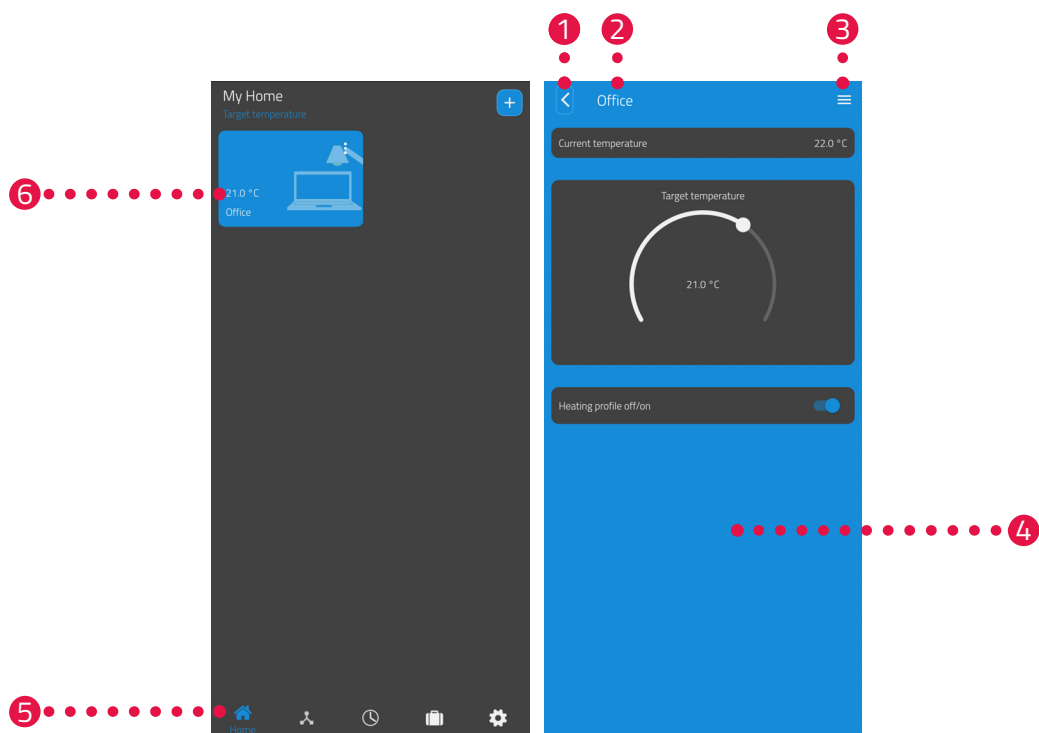 1
2
3
My Home
Target temperature
+
21.0 °C
Office
6
5
Home
Office
Current temperature
22.0 °C
Target temperature
21.0 °C
Heating profile off/on
4